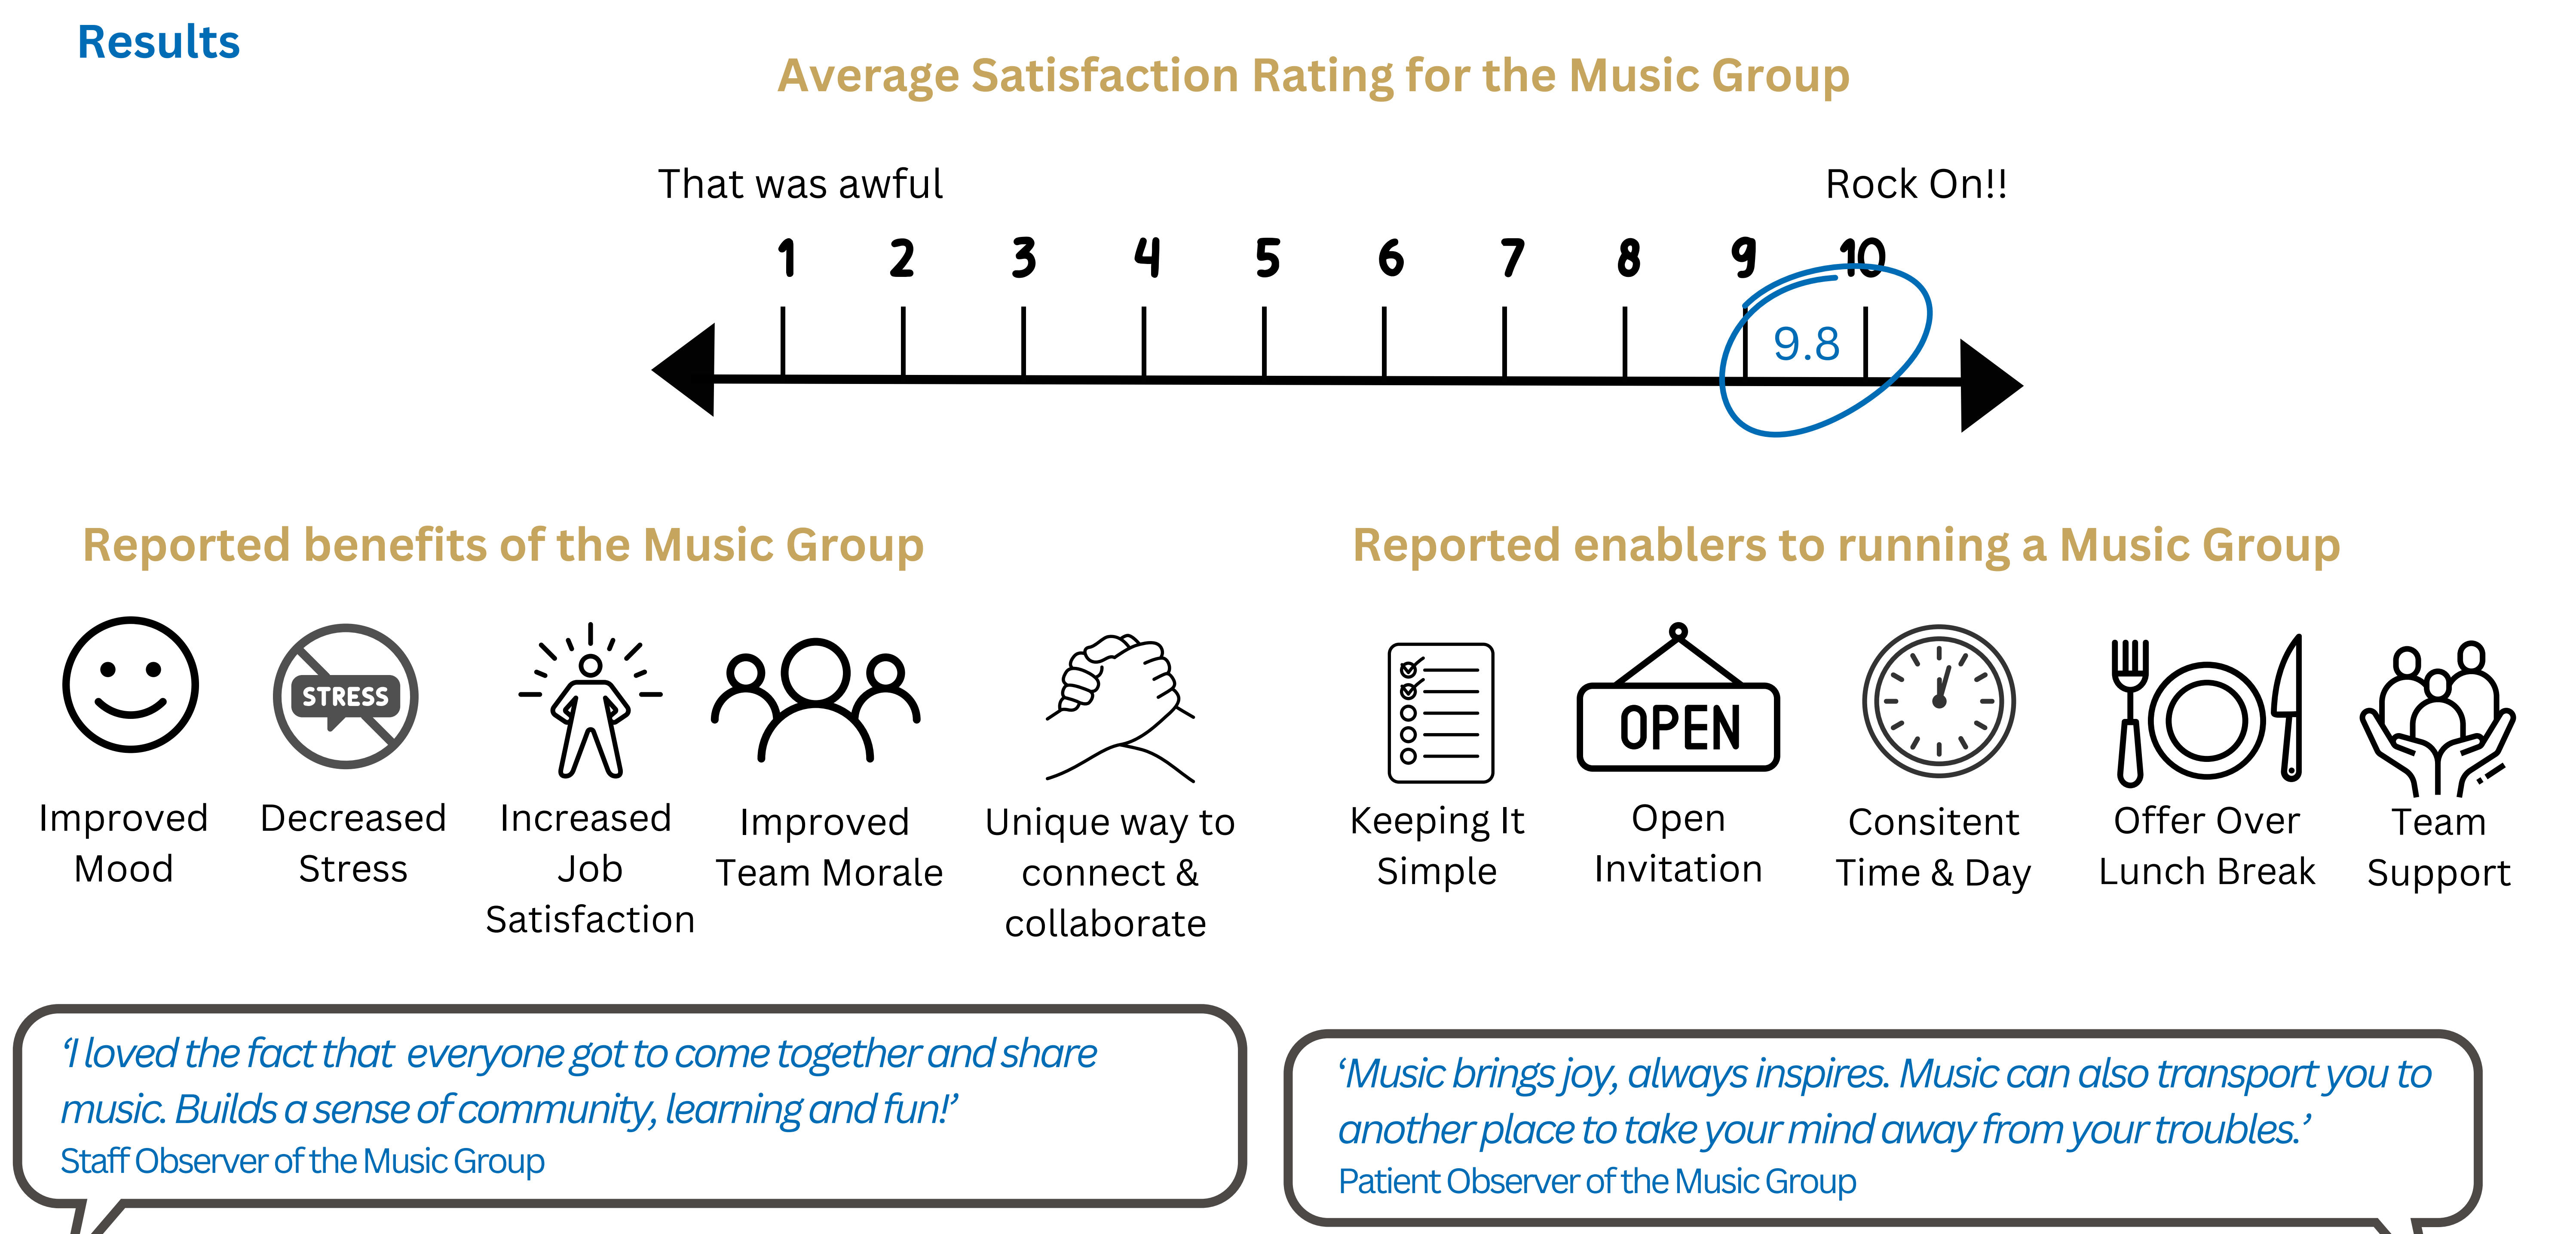 Results
Average Satisfaction Rating for the Music Group
That was awful
Rock On!!
1 2 3 4 5 6 7 8 9 10
9.8
Reported benefits of the Music Group
STRESS
Improved
Mood
Decreased
Stress
Increased
Job
Satisfaction
Improved
Team Morale
Unique way to
connect &
collaborate
Reported enablers to running a Music Group
OPEN
Keeping It
Simple
Open
Invitation
Consitent
Time & Day
Offer Over
Lunch Break
Team
Support
‘I loved the fact that everyone got to come together and share
music. Builds a sense of community, learning and fun!’
Staff Observer of the Music Group
‘Music brings joy, always inspires. Music can also transport you to
another place to take your mind away from your troubles.’
Patient Observer of the Music Group